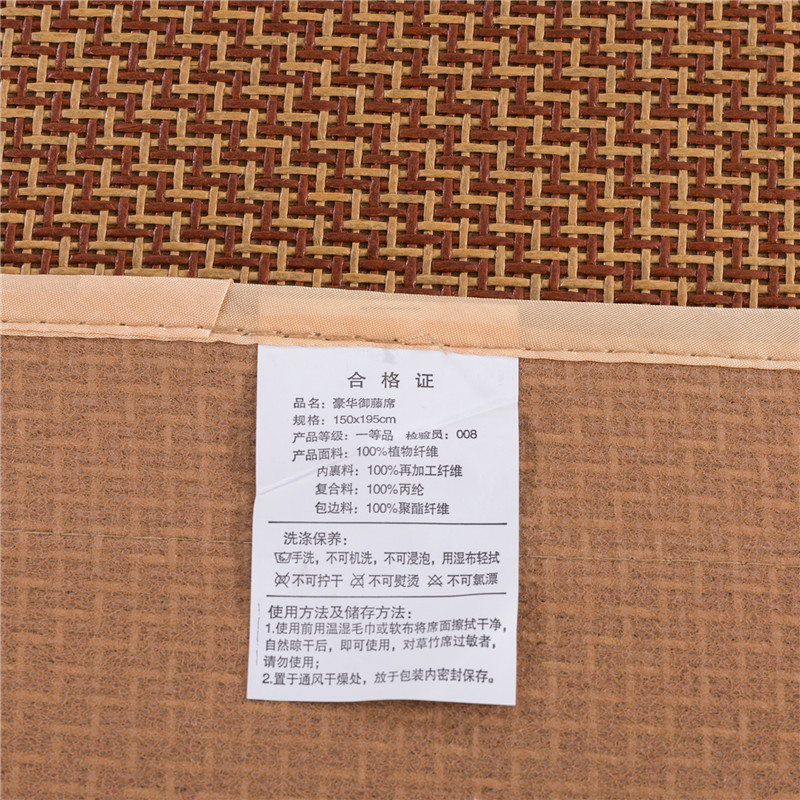 合格证
品名：豪华御藤席
规格：150x195cm
产品等级：一等品 检验员：008
产品面料：100%植物纤维
内裹料：100%再加工纤维
复合料：100%丙纶
包边料：100%聚酯纤维
洗涤保养：
手洗，不可机洗，不可浸泡，用湿布轻拭
不可拧干 不可熨烫 不可氯漂
使用方法及储存方法：
1.使用前用温湿毛巾或软布将席面擦拭干净，
自然晾干后，即可使用，对草竹席过敏者，
请勿使用；
2.置于通风干燥处，放于包装内密封保存。